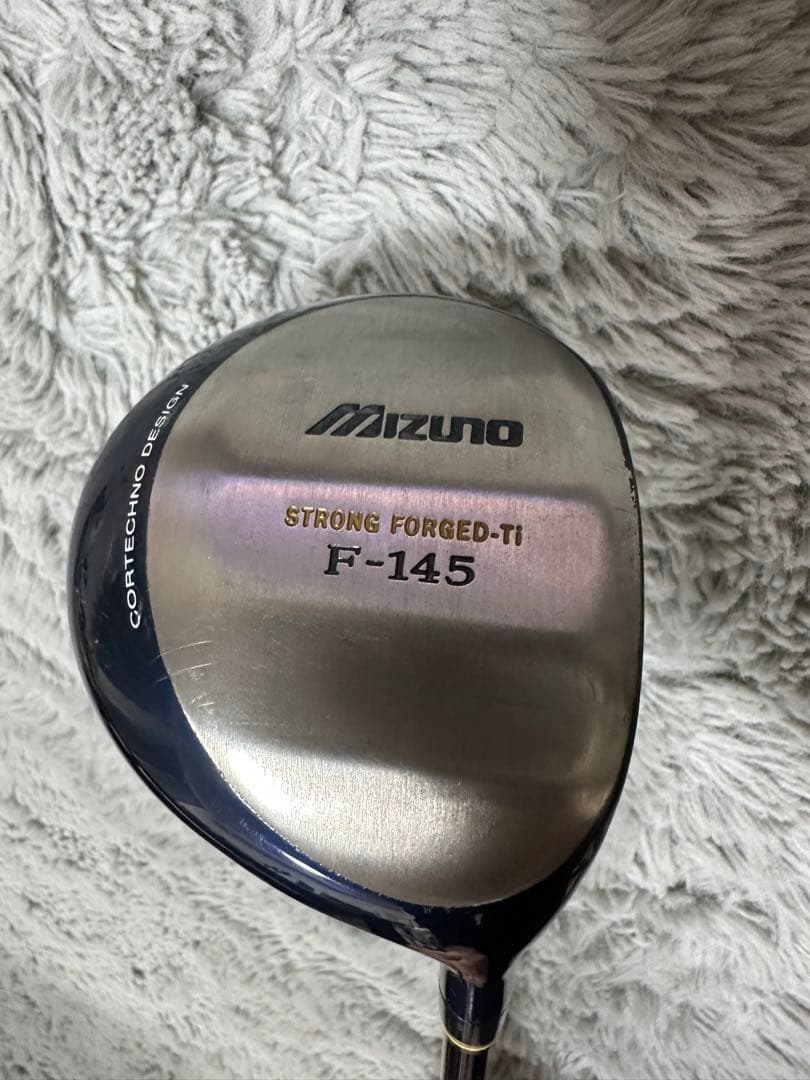 MIZUNO
STRONG FORGED-Ti
F-145
CORTECHNO DESIGN